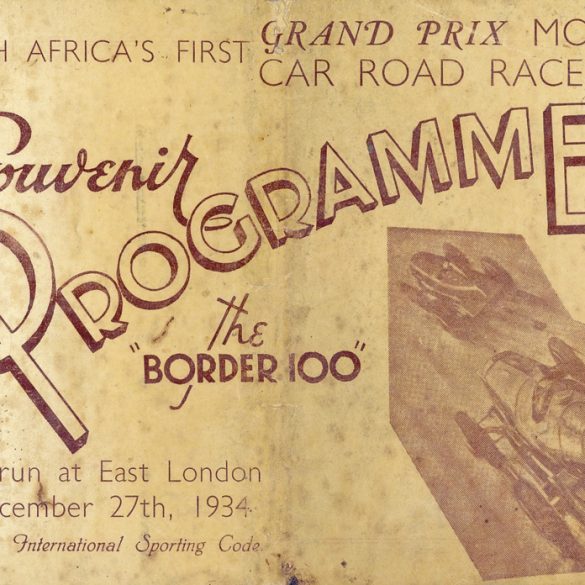 H AFRICA'S FIRST GRAND PRIX MO
CAR ROAD RACE
Souvenir
PROGRAMME
The
"BORDER 100"
run at East London
cember 27th, 1934
International Sporting Code.